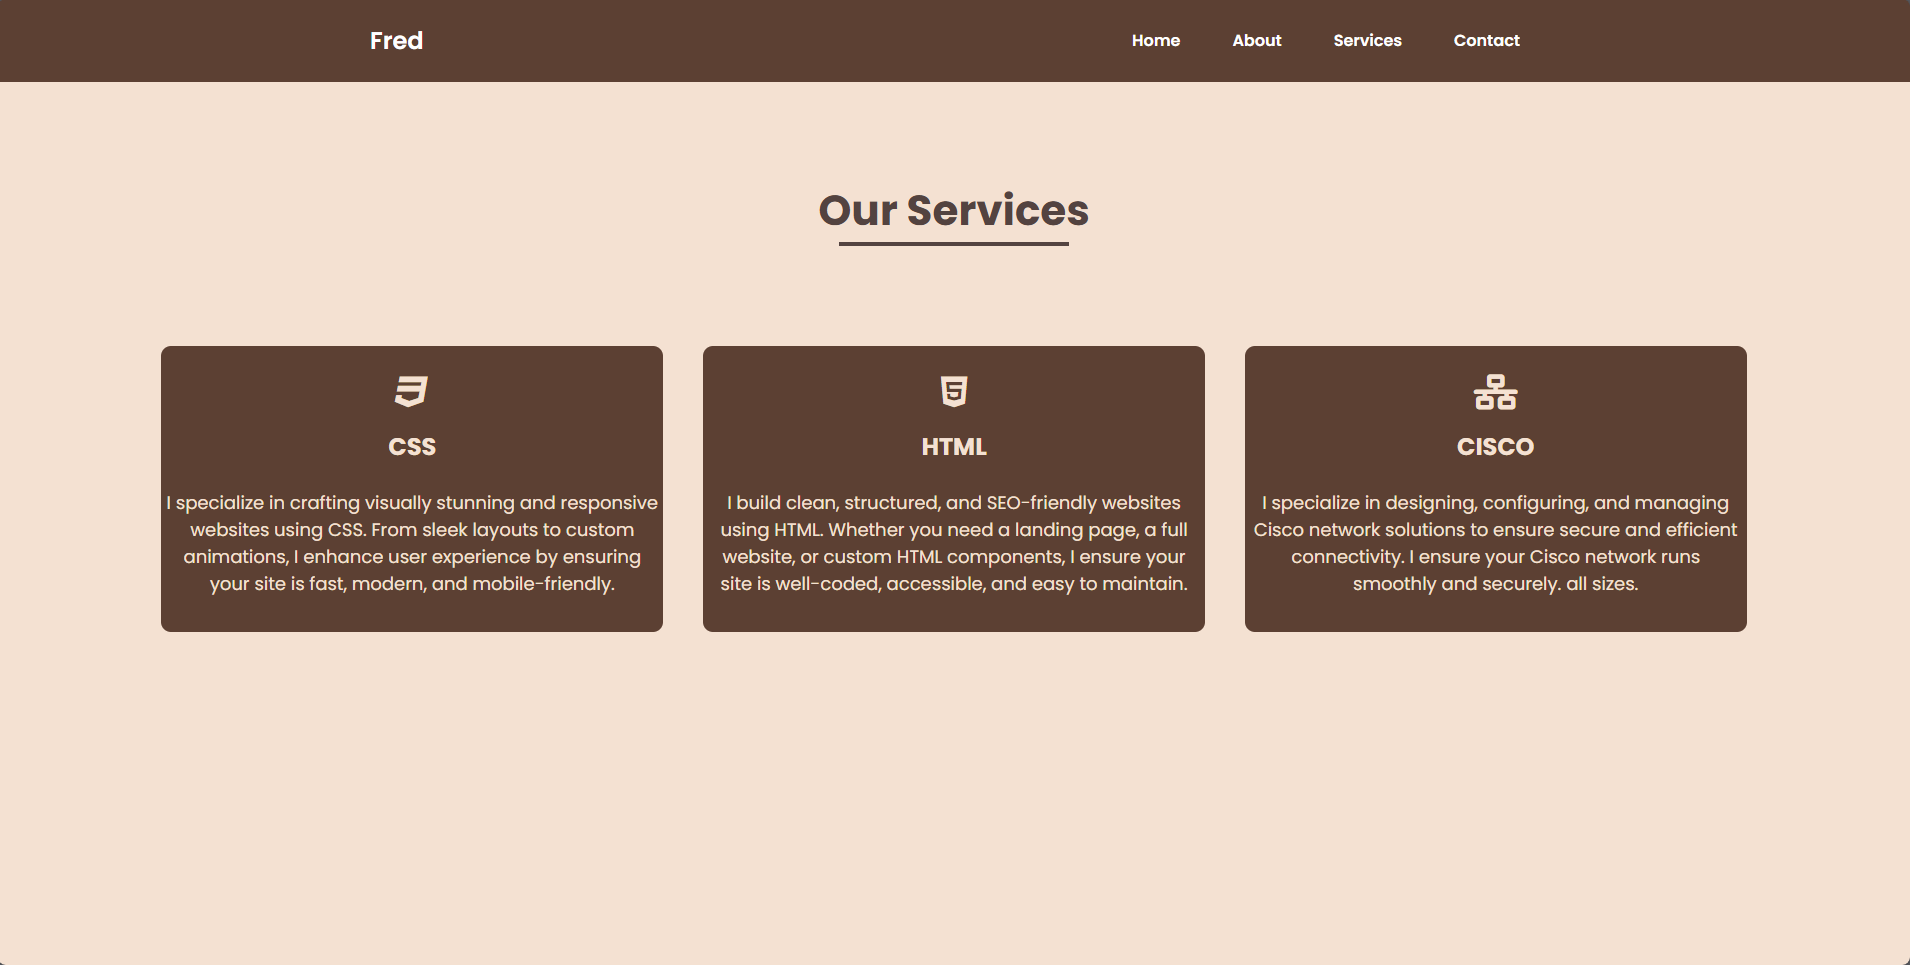 Fred
Home About Services Contact
Our Services
CSS
I specialize in crafting visually stunning and responsive
websites using CSS. From sleek layouts to custom
animations, I enhance user experience by ensuring
your site is fast, modern, and mobile-friendly.
HTML
I build clean, structured, and SEO-friendly websites
using HTML. Whether you need a landing page, a full
website, or custom HTML components, I ensure your
site is well-coded, accessible, and easy to maintain.
CISCO
I specialize in designing, configuring, and managing
Cisco network solutions to ensure secure and efficient
connectivity. I ensure your Cisco network runs
smoothly and securely. all sizes.